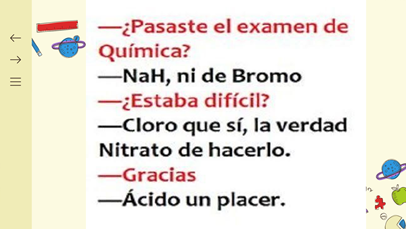 —¿Pasaste el examen de
Química?
—NaH, ni de Bromo
—¿Estaba difícil?
—Cloro que sí, la verdad
Nitrato de hacerlo.
—Gracias
—Ácido un placer.